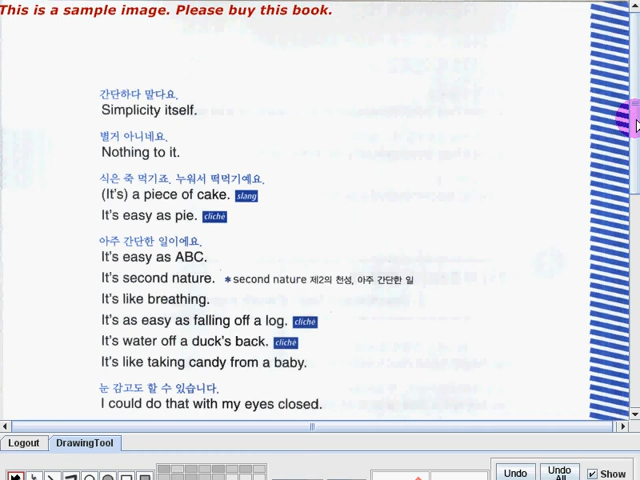 This is a sample image. Please buy this book.
간단하다 말다요.
Simplicity itself.
별거 아니네요.
Nothing to it.
식은 죽 먹기죠. 누워서 떡먹기예요.
(It's) a piece of cake. slang
It's easy as pie. cliché
아주 간단한 일이에요.
It's easy as ABC.
It's second nature. *second nature 제2의 천성, 아주 간단한 일
It's like breathing.
It's as easy as falling off a log. cliché
It's water off a duck's back. cliché
It's like taking candy from a baby.
눈 감고도 할 수 있습니다.
I could do that with my eyes closed.
Logout DrawingTool
Undo Undo All Show